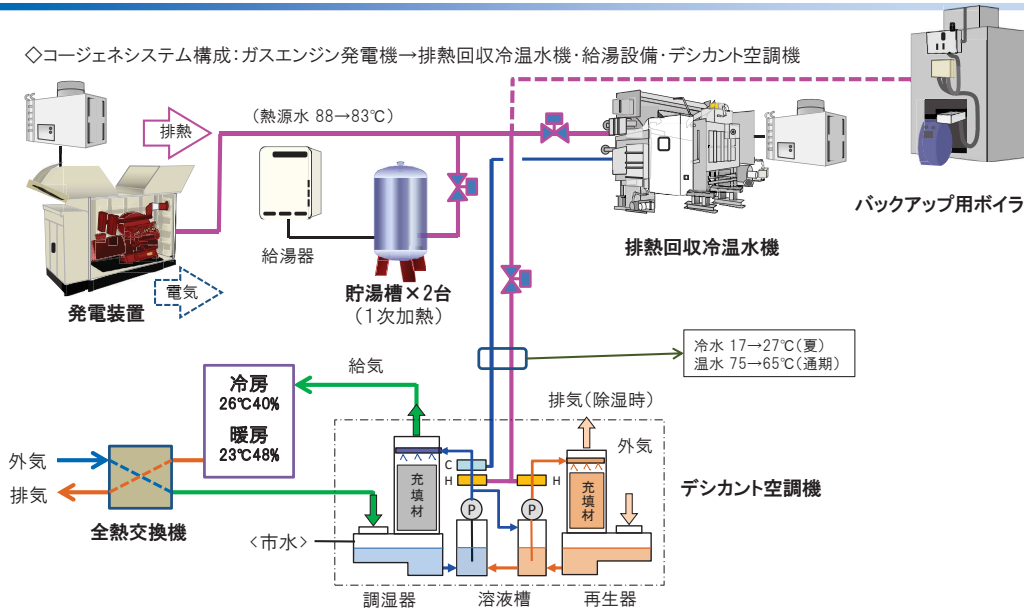 ◇コージェネシステム構成：ガスエンジン発電機→排熱回収冷温水機・給湯設備・デシカント空調機
排熱
(熱源水 88→83℃)
バックアップ用ボイラ
排熱回収冷温水機
給湯器
電気
発電装置
貯湯槽×2台
(1次加熱)
冷水 17→27℃(夏)
温水 75→65℃(通期)
給気
冷房
26℃40%
暖房
23℃48%
排気(除湿時)
外気
外気
排気
全熱交換機
C
H
H
充填材
充填材
P
P
デシカント空調機
<市水>
調湿器
溶液槽
再生器